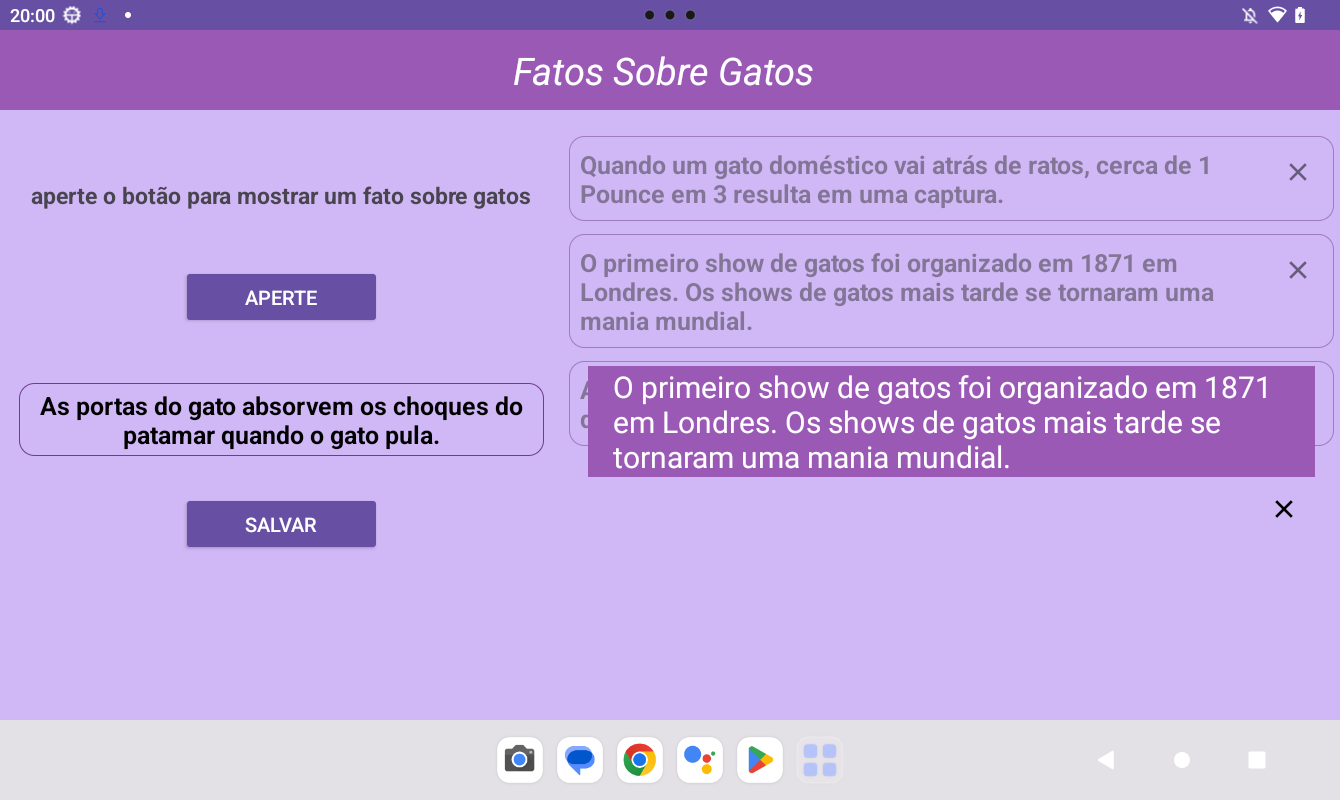 20:00
Fatos Sobre Gatos
aperte o botão para mostrar um fato sobre gatos
APERTE
As portas do gato absorvem os choques do
patamar quando o gato pula.
SALVAR
Quando um gato doméstico vai atrás de ratos, cerca de 1
Pounce em 3 resulta em uma captura.
O primeiro show de gatos foi organizado em 1871 em
Londres. Os shows de gatos mais tarde se tornaram uma
mania mundial.
O primeiro show de gatos foi organizado em 1871
em Londres. Os shows de gatos mais tarde se
tornaram uma mania mundial.